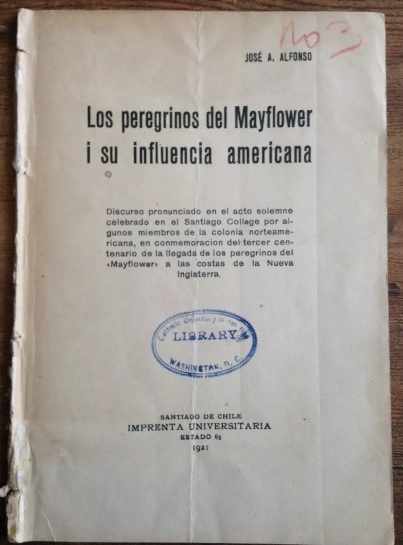 No 3
JOSÉ A. ALFONSO
Los peregrinos del Mayflower
i su influencia americana
Discurso pronunciado en el acto solemne
celebrado en el Santiago College por al-
gunos miembros de la colonia norteame-
ricana, en conmemoracion del tercer cen-
tenario de la llegada de los peregrinos del
«Mayflower» a las costas de la Nueva
Inglaterra.
Catholic University of
LIBRARY
WASHINGTON, D. C.
SANTIAGO DE CHILE
IMPRENTA UNIVERSITARIA
ESTADO 63
1921